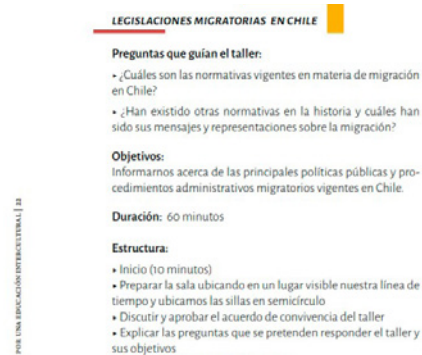 LEGISLACIONES MIGRATORIAS EN CHILE
Preguntas que guían el taller:
▸ ¿Cuáles son las normativas vigentes en materia de migración
en Chile?
▸ ¿Han existido otras normativas en la historia y cuáles han
sido sus mensajes y representaciones sobre la migración?
Objetivos:
Informarnos acerca de las principales políticas públicas y pro-
cedimientos administrativos migratorios vigentes en Chile.
Duración: 60 minutos
Estructura:
▸ Inicio (10 minutos)
▸ Preparar la sala ubicando en un lugar visible nuestra línea de
tiempo y ubicamos las sillas en semicírculo
▸ Discutir y aprobar el acuerdo de convivencia del taller
▸ Explicar las preguntas que se pretenden responder el taller y
sus objetivos
POR UNA EDUCACIÓN INTERCULTURAL | 22